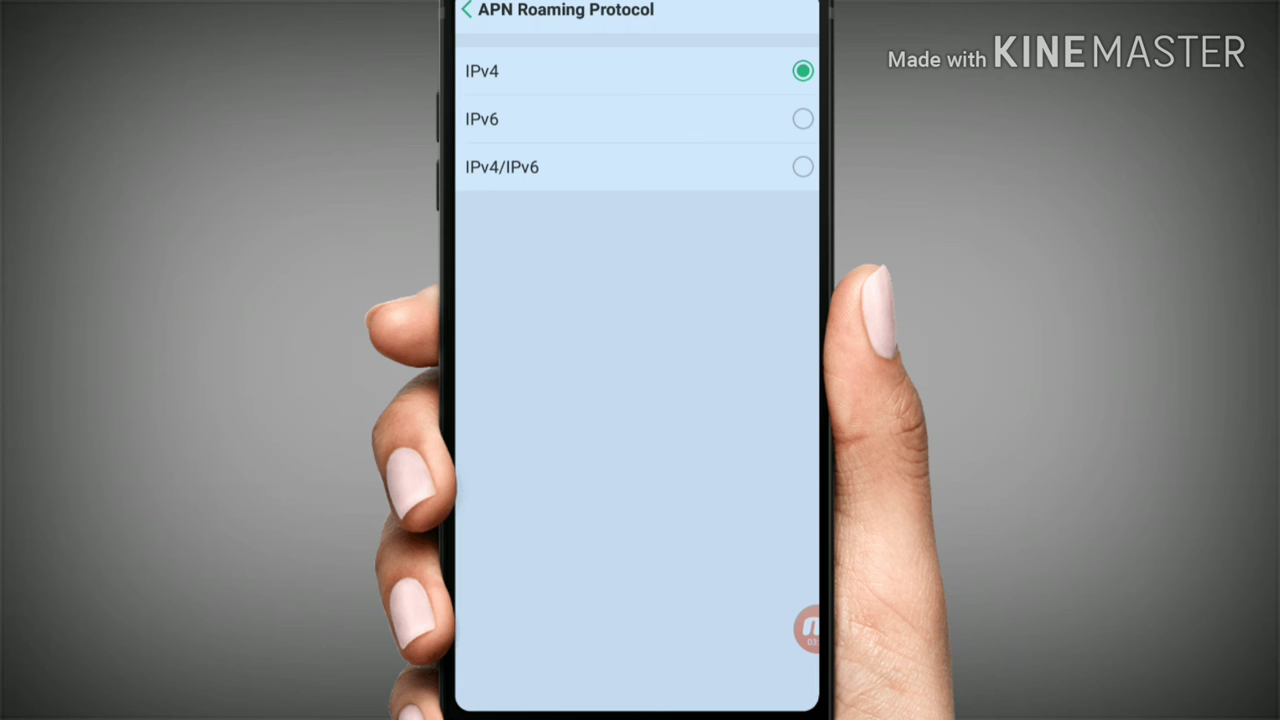 APN Roaming Protocol
Made with KINEMASTER
IPv4
IPv6
IPv4/IPv6